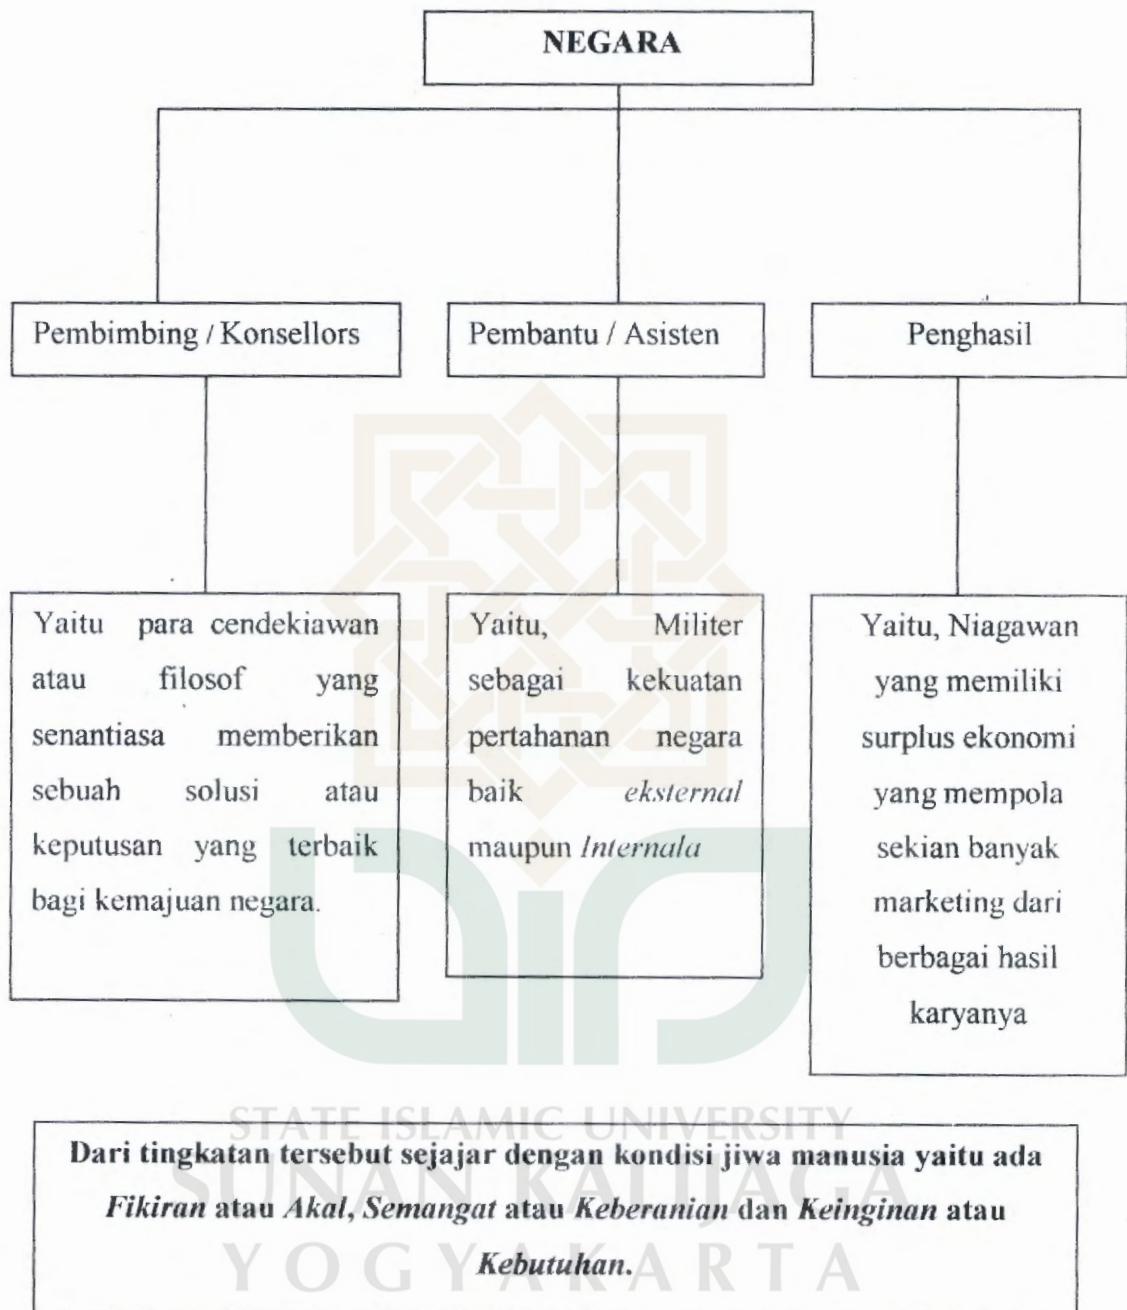 NEGARA
Pembimbing / Konsellors
Pembantu / Asisten
Penghasil
Yaitu para cendekiawan
atau filosof yang
senantiasa memberikan
sebuah solusi atau
keputusan yang terbaik
bagi kemajuan negara.
Yaitu, Militer
sebagai kekuatan
pertahanan negara
baik eksternal
maupun Internala
Yaitu, Niagawan
yang memiliki
surplus ekonomi
yang mempola
sekian banyak
marketing dari
berbagai hasil
karyanya
Dari tingkatan tersebut sejajar dengan kondisi jiwa manusia yaitu ada
Fikiran atau Akal, Semangat atau Keberanian dan Keinginan atau
Kebutuhan.
STATE ISLAMIC UNIVERSITY
SUNAN KALIJAGA
YOGYAKARTA